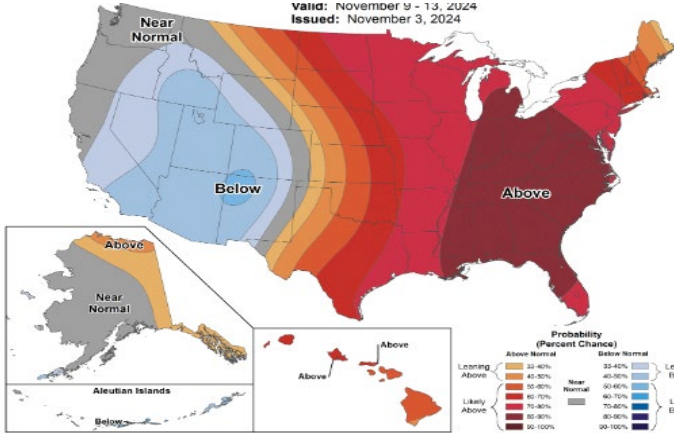 Valid: November 9 - 13, 2024
Issued: November 3, 2024
Near
Normal
Below
Above
Above
Near
Normal
Aleutian Islands
Below
Above
Above
Probability
(Percent Chance)
Above Normal
Below Normal
Leaning
Above
Likely
Above
33-40%
40-50%
50-60%
60-70%
70-80%
80-90%
90-100%
Near
Normal
33-40%
40-50%
50-60%
60-70%
70-80%
80-90%
90-100%